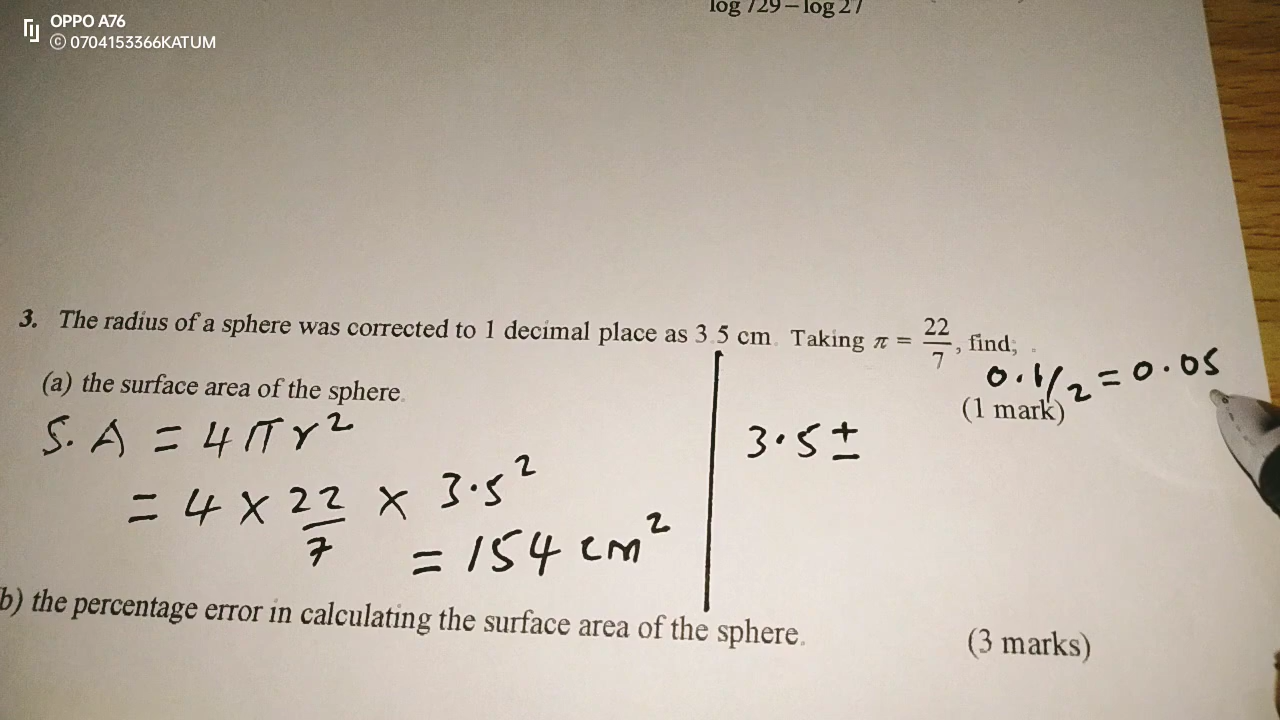 OPPO A76
© 0704153366KATUM
log 729 – log 27
3. The radius of a sphere was corrected to 1 decimal place as 3.5 cm. Taking π = 22/7, find;
(a) the surface area of the sphere.
(1 mark)
0.1/2 = 0.05
S.A = 4πr²
= 4 × 22/7 × 3.5²
= 154 cm²
3.5 ±
b) the percentage error in calculating the surface area of the sphere.
(3 marks)